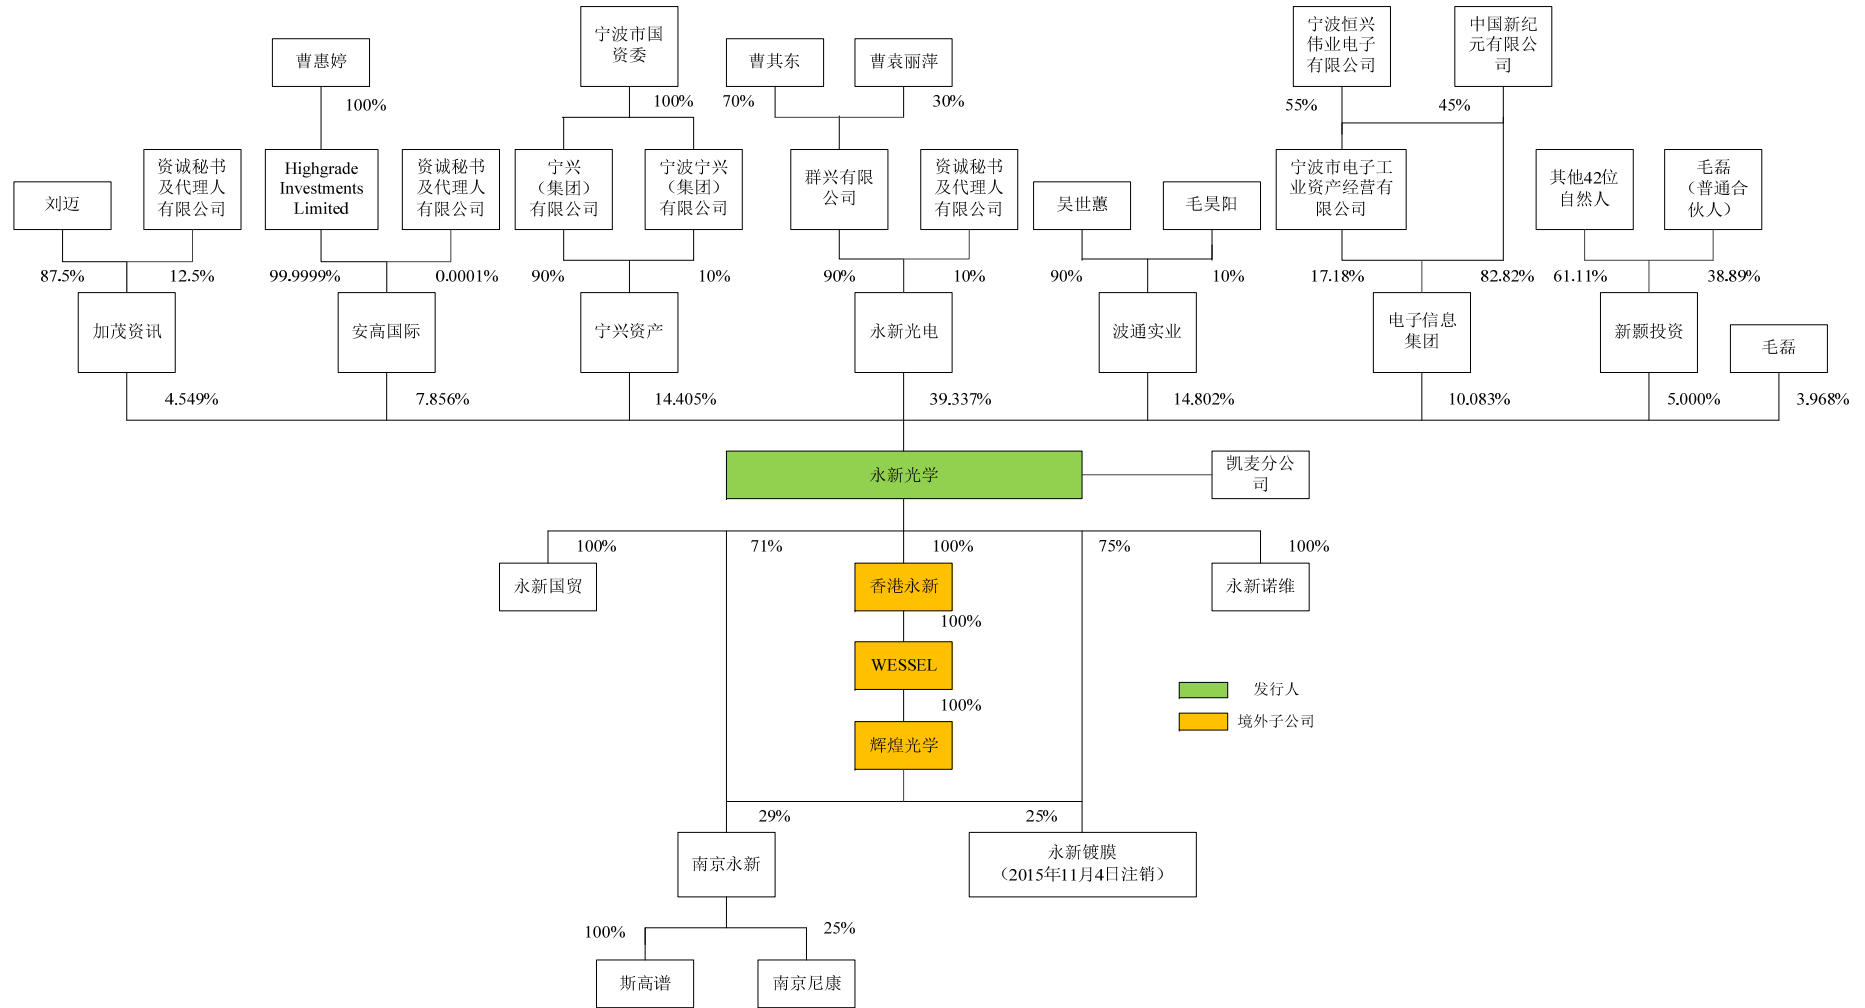 宁波市国
资委
宁波恒兴
伟业电子
有限公司
中国新纪
元有限公
司
曹惠婷
曹其东
曹袁丽萍
100%
100%
70%
30%
55%
45%
刘迈
资诚秘书
及代理人
有限公司
Highgrade
Investments
Limited
资诚秘书
及代理人
有限公司
宁兴
（集团）
有限公司
宁波宁兴
（集团）
有限公司
群兴有限
公司
资诚秘书
及代理人
有限公司
吴世蕙
毛昊阳
宁波市电子工
业资产经营有
限公司
其他42位
自然人
毛磊
（普通合
伙人）
87.5%
12.5%
99.9999%
0.0001%
90%
10%
90%
10%
90%
10%
17.18%
82.82%
61.11%
38.89%
加茂资讯
安高国际
宁兴资产
永新光电
波通实业
电子信息
集团
新颢投资
毛磊
4.549%
7.856%
14.405%
39.337%
14.802%
10.083%
5.000%
3.968%
永新光学
凯麦分公
司
100%
71%
100%
75%
100%
永新国贸
香港永新
永新诺维
100%
WESSEL
100%
辉煌光学
发行人
境外子公司
29%
25%
南京永新
永新镀膜
（2015年11月4日注销）
100%
25%
斯高谱
南京尼康